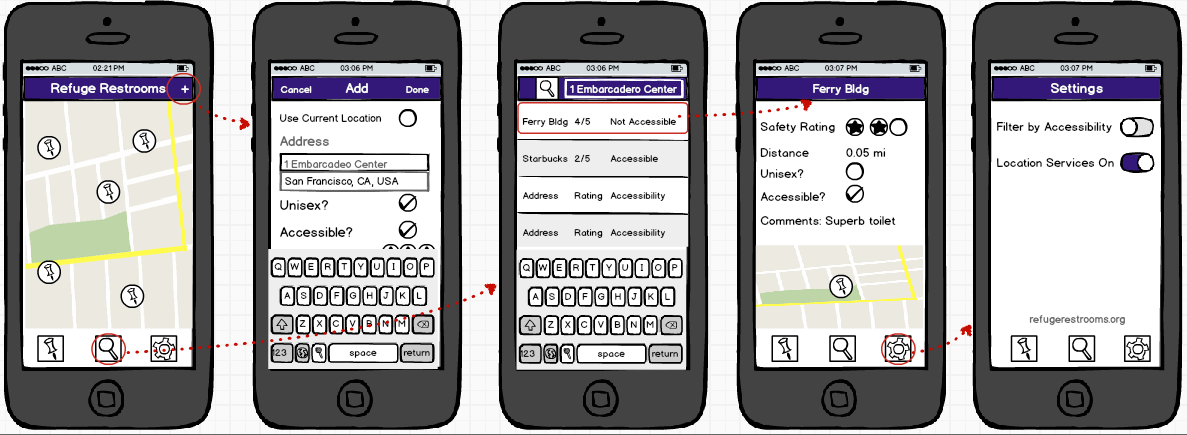 ABC 02:21 PM
Refuge Restrooms +
ABC 03:06 PM
Cancel Add Done
Use Current Location
Address
1 Embarcadeo Center
San Francisco, CA, USA
Unisex?
Accessible?
Q W E R T Y U I O P
A S D F G H J K L
Z X C V B N M
123 space return
ABC 03:06 PM
1 Embarcadero Center
Ferry Bldg 4/5 Not Accessible
Starbucks 2/5 Accessible
Address Rating Accessibility
Address Rating Accessibility
Q W E R T Y U I O P
A S D F G H J K L
Z X C V B N M
123 space return
ABC 03:07 PM
Ferry Bldg
Safety Rating
Distance 0.05 mi
Unisex?
Accessible?
Comments: Superb toilet
ABC 03:07 PM
Settings
Filter by Accessibility
Location Services On
refugerestrooms.org